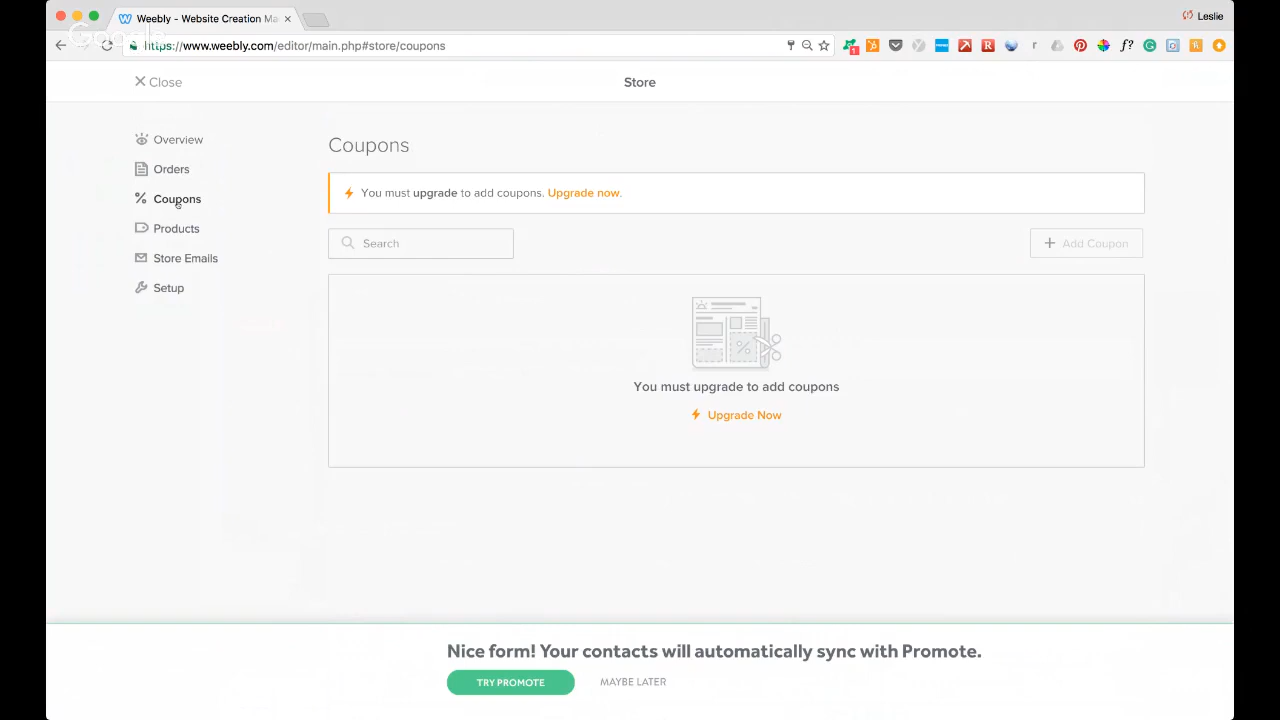 Weebly - Website Creation Ma
Leslie
Google
https://www.weebly.com/editor/main.php#store/coupons
Close
Store
Overview
Orders
Coupons
Products
Store Emails
Setup
Coupons
You must upgrade to add coupons. Upgrade now.
Search
+ Add Coupon
You must upgrade to add coupons
Upgrade Now
Nice form! Your contacts will automatically sync with Promote.
TRY PROMOTE
MAYBE LATER